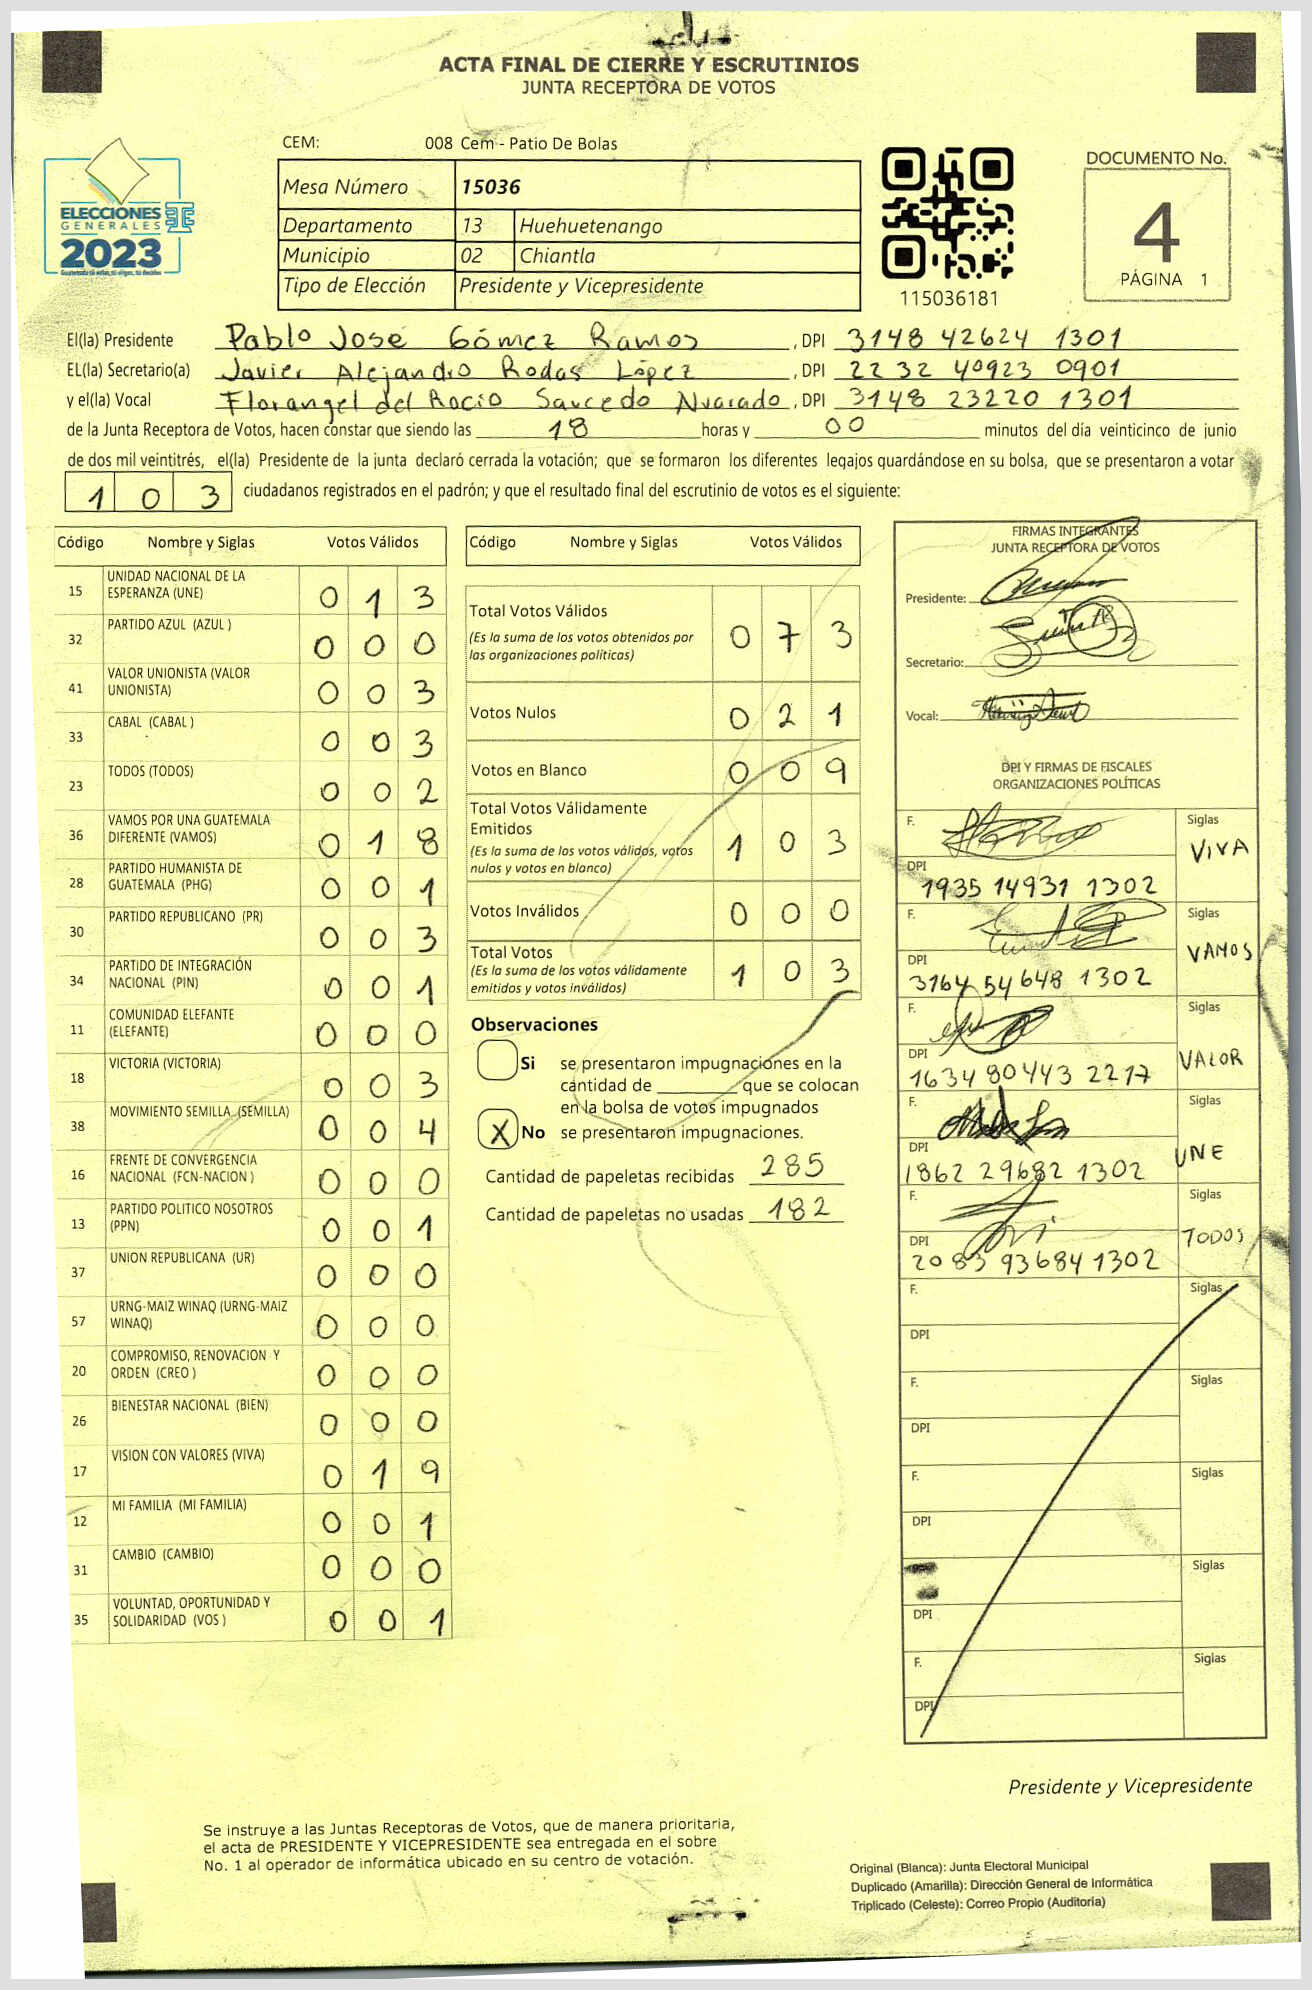 ACTA FINAL DE CIERRE Y ESCRUTINIOS
JUNTA RECEPTORA DE VOTOS
CEM: 008 Cem - Patio De Bolas
Mesa Número 15036
Departamento 13 Huehuetenango
Municipio 02 Chiantla
Tipo de Elección Presidente y Vicepresidente
ELECCIONES
GENERALES
2023
115036181
DOCUMENTO No.
4
PÁGINA 1
El(la) Presidente Pablo José Gómez Ramos, DPI 3148 42624 1301
EL(la) Secretario(a) Javier Alejandro Rodas López, DPI 2232 40923 0901
y el(la) Vocal Florangel del Rocio Saucedo Alvarado, DPI 3148 23220 1301
de la Junta Receptora de Votos, hacen constar que siendo las 18 horas y 00 minutos del día veinticinco de junio
de dos mil veintitrés, el(la) Presidente de la junta declaró cerrada la votación; que se formaron los diferentes legajos quardándose en su bolsa, que se presentaron a votar
103 ciudadanos registrados en el padrón; y que el resultado final del escrutinio de votos es el siguiente:
Código Nombre y Siglas Votos Válidos
15 UNIDAD NACIONAL DE LA
ESPERANZA (UNE) 0 1 3
32 PARTIDO AZUL (AZUL ) 0 0 0
41 VALOR UNIONISTA (VALOR
UNIONISTA) 0 0 3
33 CABAL (CABAL ) 0 0 3
23 TODOS (TODOS) 0 0 2
36 VAMOS POR UNA GUATEMALA
DIFERENTE (VAMOS) 0 1 8
28 PARTIDO HUMANISTA DE
GUATEMALA (PHG) 0 0 1
30 PARTIDO REPUBLICANO (PR) 0 0 3
34 PARTIDO DE INTEGRACIÓN
NACIONAL (PIN) 0 0 1
11 COMUNIDAD ELEFANTE
(ELEFANTE) 0 0 0
18 VICTORIA (VICTORIA) 0 0 3
38 MOVIMIENTO SEMILLA (SEMILLA) 0 0 4
16 FRENTE DE CONVERGENCIA
NACIONAL (FCN-NACION ) 0 0 0
13 PARTIDO POLITICO NOSOTROS
(PPN) 0 0 1
37 UNION REPUBLICANA (UR) 0 0 0
57 URNG-MAIZ WINAQ (URNG-MAIZ
WINAQ) 0 0 0
20 COMPROMISO, RENOVACION Y
ORDEN (CREO ) 0 0 0
26 BIENESTAR NACIONAL (BIEN) 0 0 0
17 VISION CON VALORES (VIVA) 0 1 9
12 MI FAMILIA (MI FAMILIA) 0 0 1
31 CAMBIO (CAMBIO) 0 0 0
35 VOLUNTAD, OPORTUNIDAD Y
SOLIDARIDAD (VOS ) 0 0 1
Código Nombre y Siglas Votos Válidos
Total Votos Válidos 0 7 3
(Es la suma de los votos obtenidos por
las organizaciones políticas)
Votos Nulos 0 2 1
Votos en Blanco 0 0 9
Total Votos Válidamente
Emitidos 1 0 3
(Es la suma de los votos válidos, votos
nulos y votos en blanco)
Votos Inválidos 0 0 0
Total Votos 1 0 3
(Es la suma de los votos válidamente
emitidos y votos inválidos)
Observaciones
Si se presentaron impugnaciones en la
cantidad de ________ que se colocan
en la bolsa de votos impugnados
X No se presentaron impugnaciones.
Cantidad de papeletas recibidas 285
Cantidad de papeletas no usadas 182
FIRMAS INTEGRANTES
JUNTA RECEPTORA DE VOTOS
Presidente:
Secretario:
Vocal:
DPI Y FIRMAS DE FISCALES
ORGANIZACIONES POLÍTICAS
F. Siglas
VIVA
DPI
1935 14931 1302
F. Siglas
VAMOS
DPI
3164 54648 1302
F. Siglas
VALOR
DPI
1634 80443 2217
F. Siglas
UNE
DPI
1862 29682 1302
F. Siglas
TODOS
DPI
2083 93684 1302
F. Siglas
DPI
F. Siglas
DPI
F. Siglas
DPI
Siglas
DPI
F. Siglas
DPI
Presidente y Vicepresidente
Se instruye a las Juntas Receptoras de Votos, que de manera prioritaria,
el acta de PRESIDENTE Y VICEPRESIDENTE sea entregada en el sobre
No. 1 al operador de informática ubicado en su centro de votación.
Original (Blanca): Junta Electoral Municipal
Duplicado (Amarilla): Dirección General de Informática
Triplicado (Celeste): Correo Propio (Auditoría)